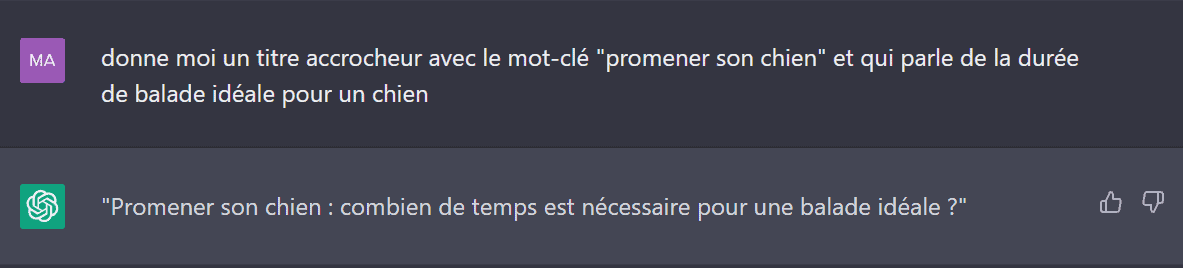 MA
donne moi un titre accrocheur avec le mot-clé "promener son chien" et qui parle de la durée
de balade idéale pour un chien
"Promener son chien : combien de temps est nécessaire pour une balade idéale ?"